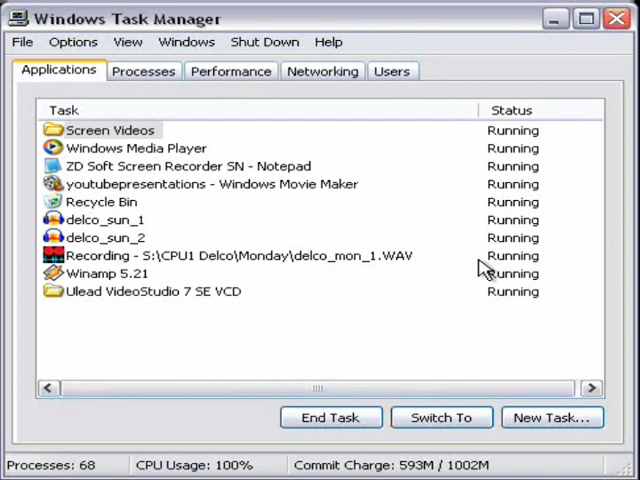 Windows Task Manager
File Options View Windows Shut Down Help
Applications Processes Performance Networking Users
Task Status
Screen Videos Running
Windows Media Player Running
ZD Soft Screen Recorder SN - Notepad Running
youtubepresentations - Windows Movie Maker Running
Recycle Bin Running
delco_sun_1 Running
delco_sun_2 Running
Recording - S:\CPU1 Delco\Monday\delco_mon_1.WAV Running
Winamp 5.21 Running
Ulead VideoStudio 7 SE VCD Running
End Task Switch To New Task...
Processes: 68 CPU Usage: 100% Commit Charge: 593M / 1002M